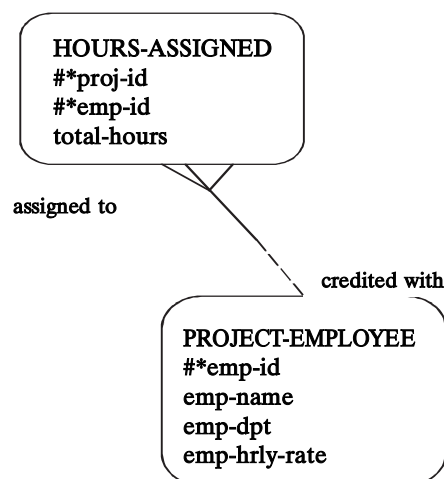 HOURS-ASSIGNED
#*proj-id
#*emp-id
total-hours
assigned to
credited with
PROJECT-EMPLOYEE
#*emp-id
emp-name
emp-dpt
emp-hrly-rate